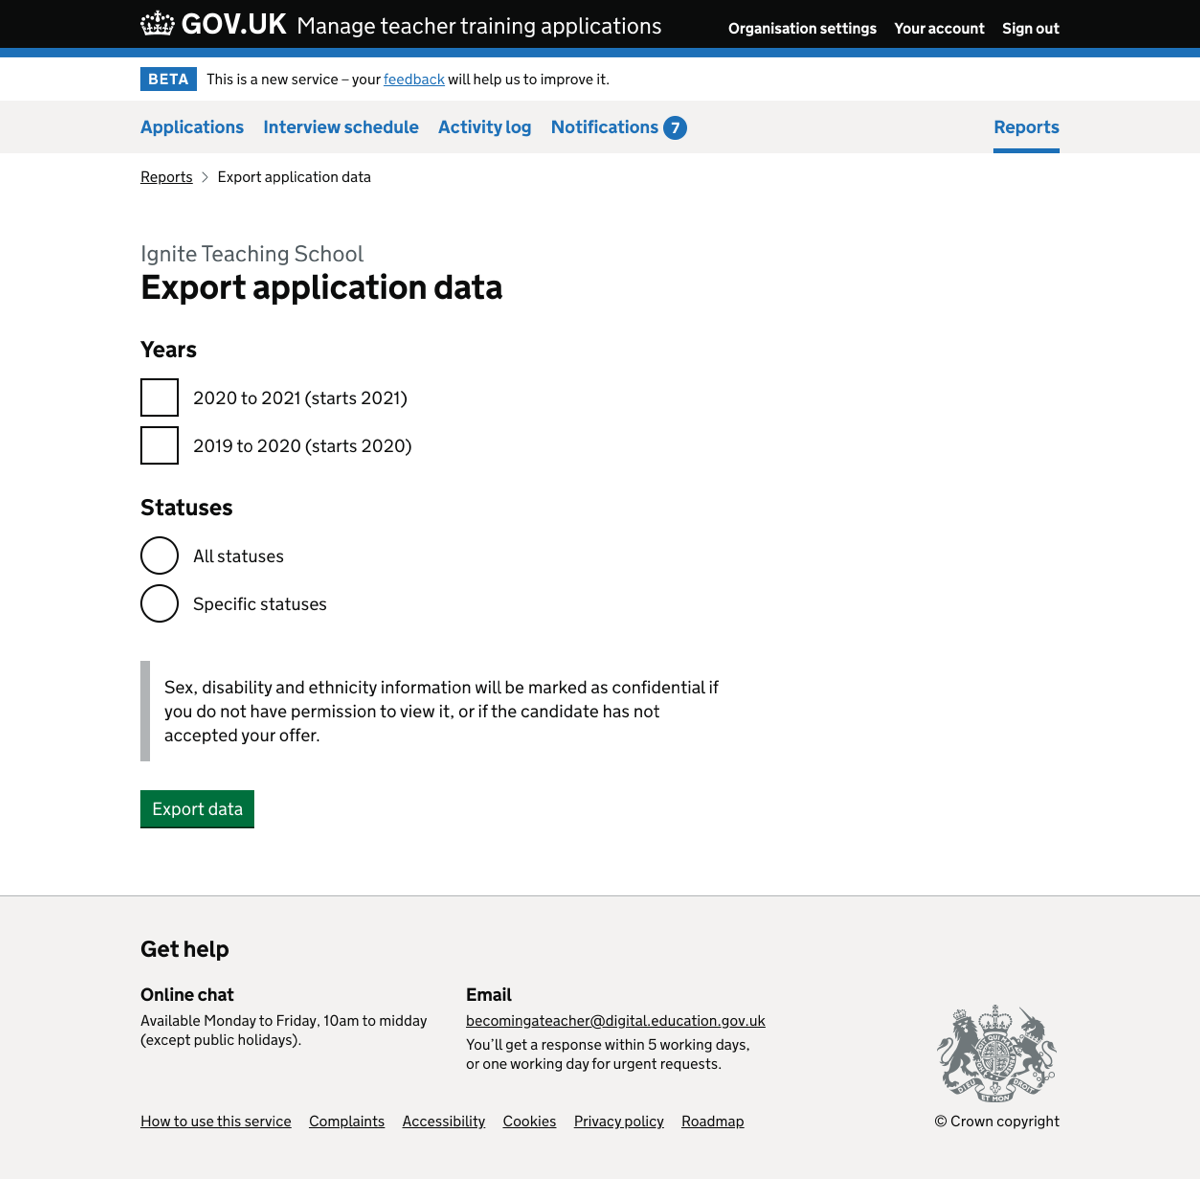 GOV.UK Manage teacher training applications Organisation settings Your account Sign out
BETA This is a new service – your feedback will help us to improve it.
Applications Interview schedule Activity log Notifications 7 Reports
Reports Export application data
Ignite Teaching School
Export application data
Years
2020 to 2021 (starts 2021)
2019 to 2020 (starts 2020)
Statuses
All statuses
Specific statuses
Sex, disability and ethnicity information will be marked as confidential if
you do not have permission to view it, or if the candidate has not
accepted your offer.
Export data
Get help
Online chat
Available Monday to Friday, 10am to midday
(except public holidays).
Email
becomingateacher@digital.education.gov.uk
You’ll get a response within 5 working days,
or one working day for urgent requests.
DIEU ET MON DROIT
How to use this service Complaints Accessibility Cookies Privacy policy Roadmap © Crown copyright